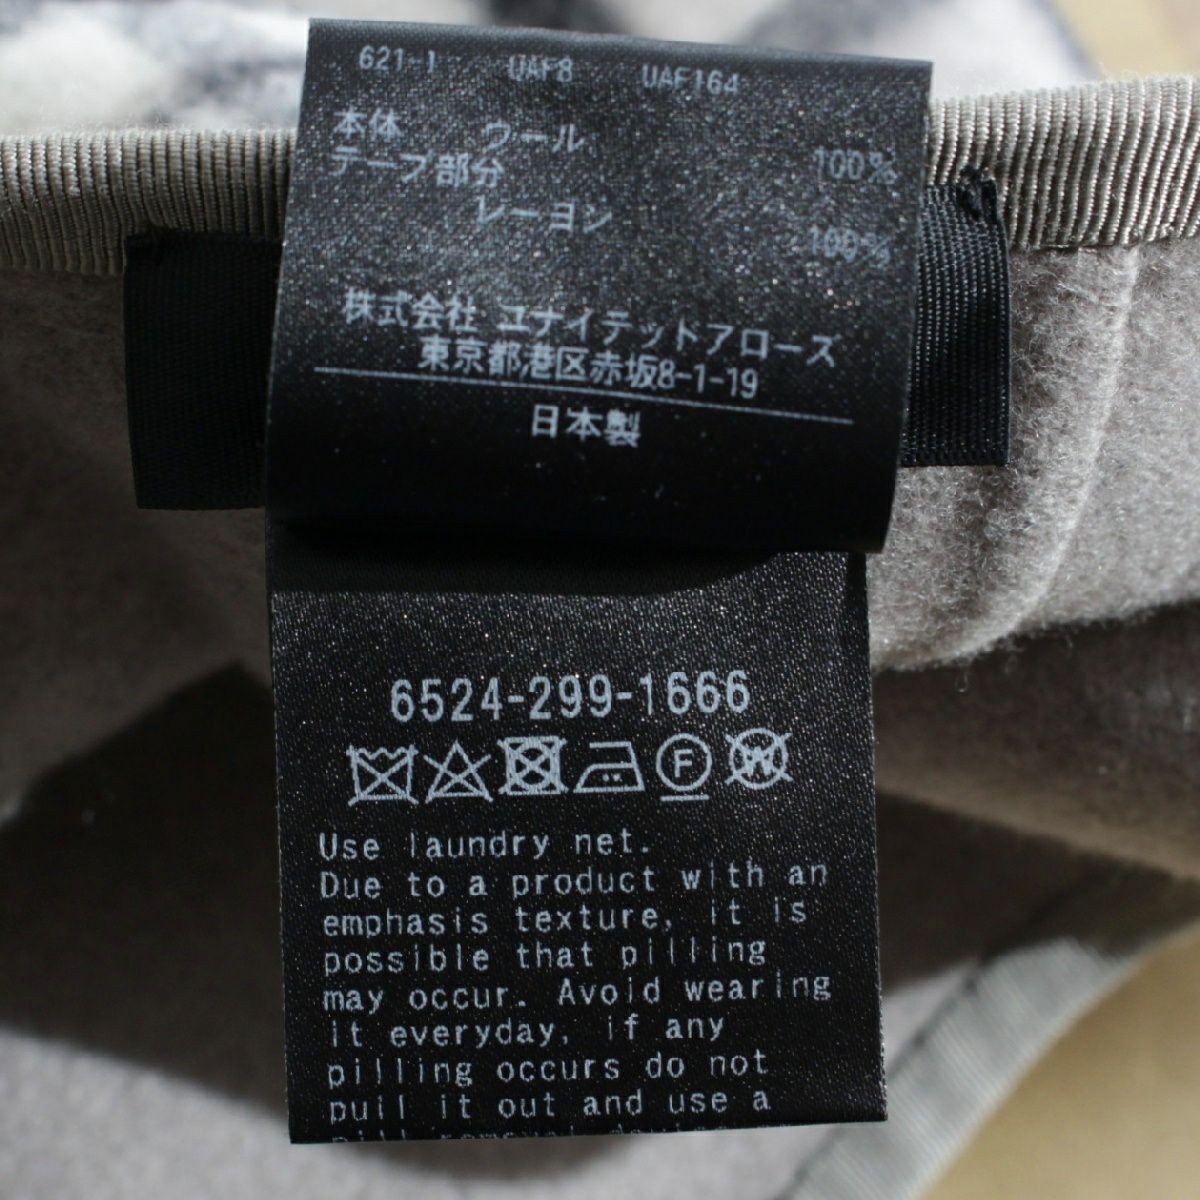 621-1 UAF8 UAF164
本体 ウール 100%
テープ部分
レーヨン 100%
株式会社 ユナイテッドアローズ
東京都港区赤坂8-1-19
日本製
6524-299-1666
F W
Use laundry net.
Due to a product with an
emphasis texture, it is
possible that pilling
may occur. Avoid wearing
it everyday, if any
pilling occurs do not
pull it out and use a